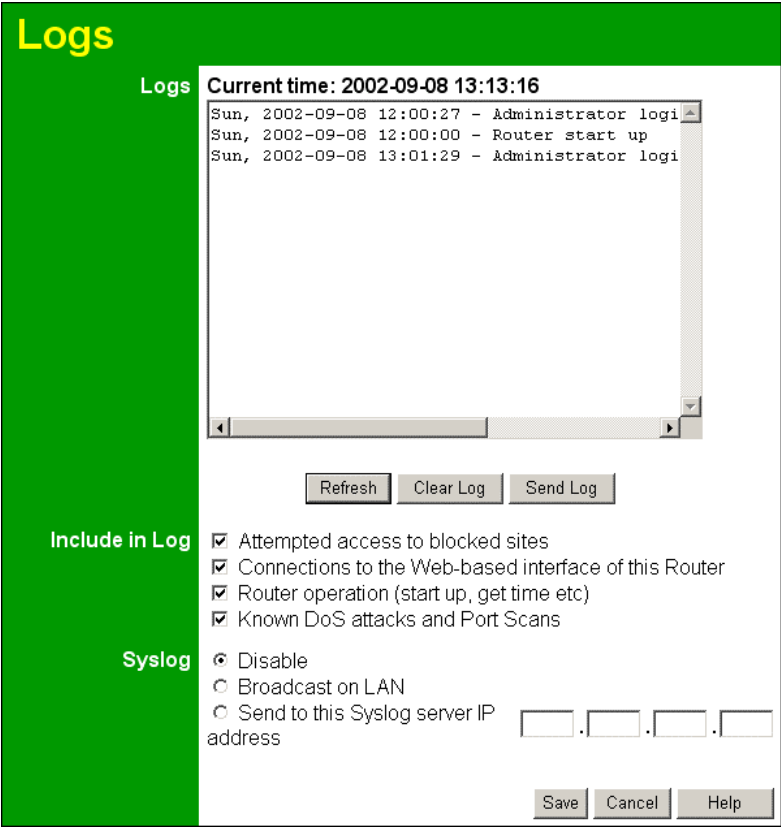 Logs
Logs Current time: 2002-09-08 13:13:16
Sun, 2002-09-08 12:00:27 - Administrator logi
Sun, 2002-09-08 12:00:00 - Router start up
Sun, 2002-09-08 13:01:29 - Administrator logi
Refresh Clear Log Send Log
Include in Log Attempted access to blocked sites
Connections to the Web-based interface of this Router
Router operation (start up, get time etc)
Known DoS attacks and Port Scans
Syslog Disable
Broadcast on LAN
Send to this Syslog server IP
address . . .
Save Cancel Help